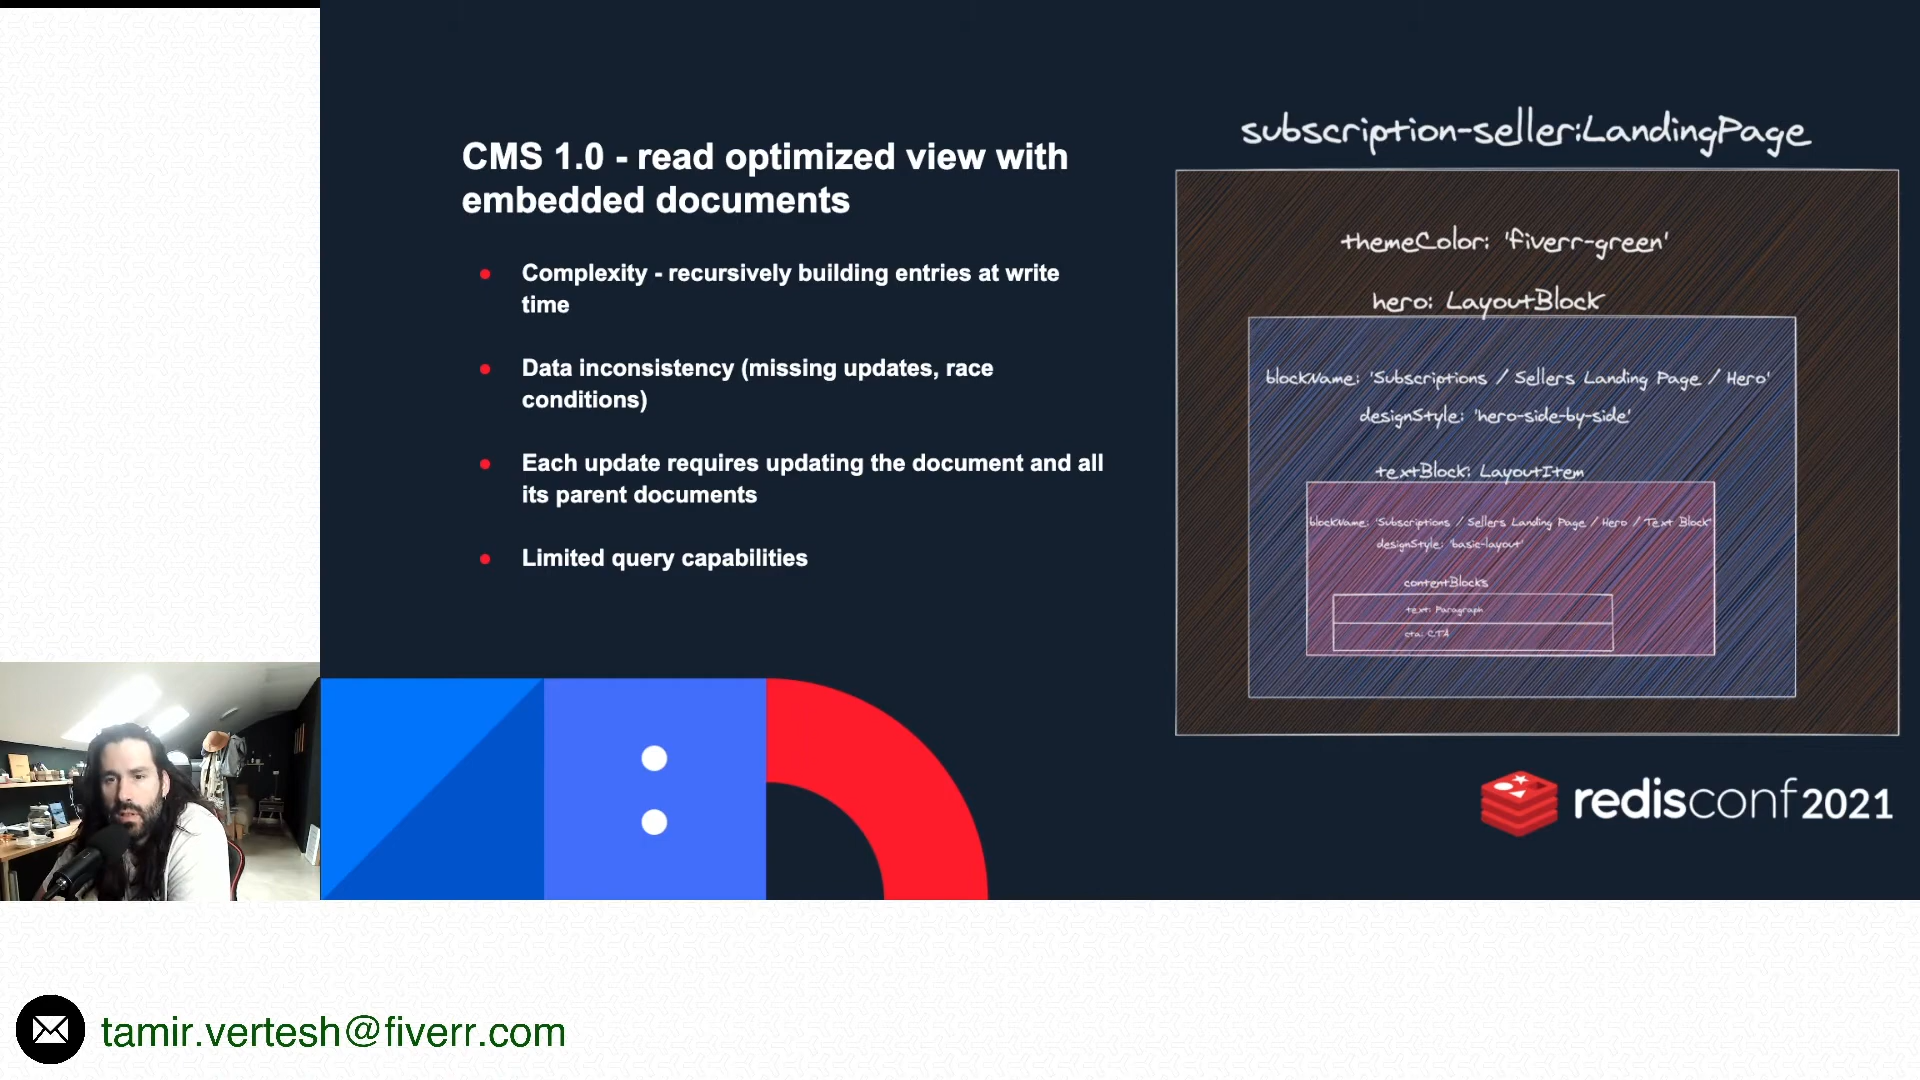 CMS 1.0 - read optimized view with
embedded documents
Complexity - recursively building entries at write
time
Data inconsistency (missing updates, race
conditions)
Each update requires updating the document and all
its parent documents
Limited query capabilities
subscription-seller:LandingPage
themeColor: 'fiverr-green'
hero: LayoutBlock
blockName: 'Subscriptions / Sellers Landing Page / Hero'
designStyle: 'hero-side-by-side'
textBlock: LayoutItem
blockName: 'Subscriptions / Sellers Landing Page / Hero / Text Block'
designStyle: 'basic-layout'
contentBlocks
text: Paragraph
cta: CTA
redisconf 2021
tamir.vertesh@fiverr.com